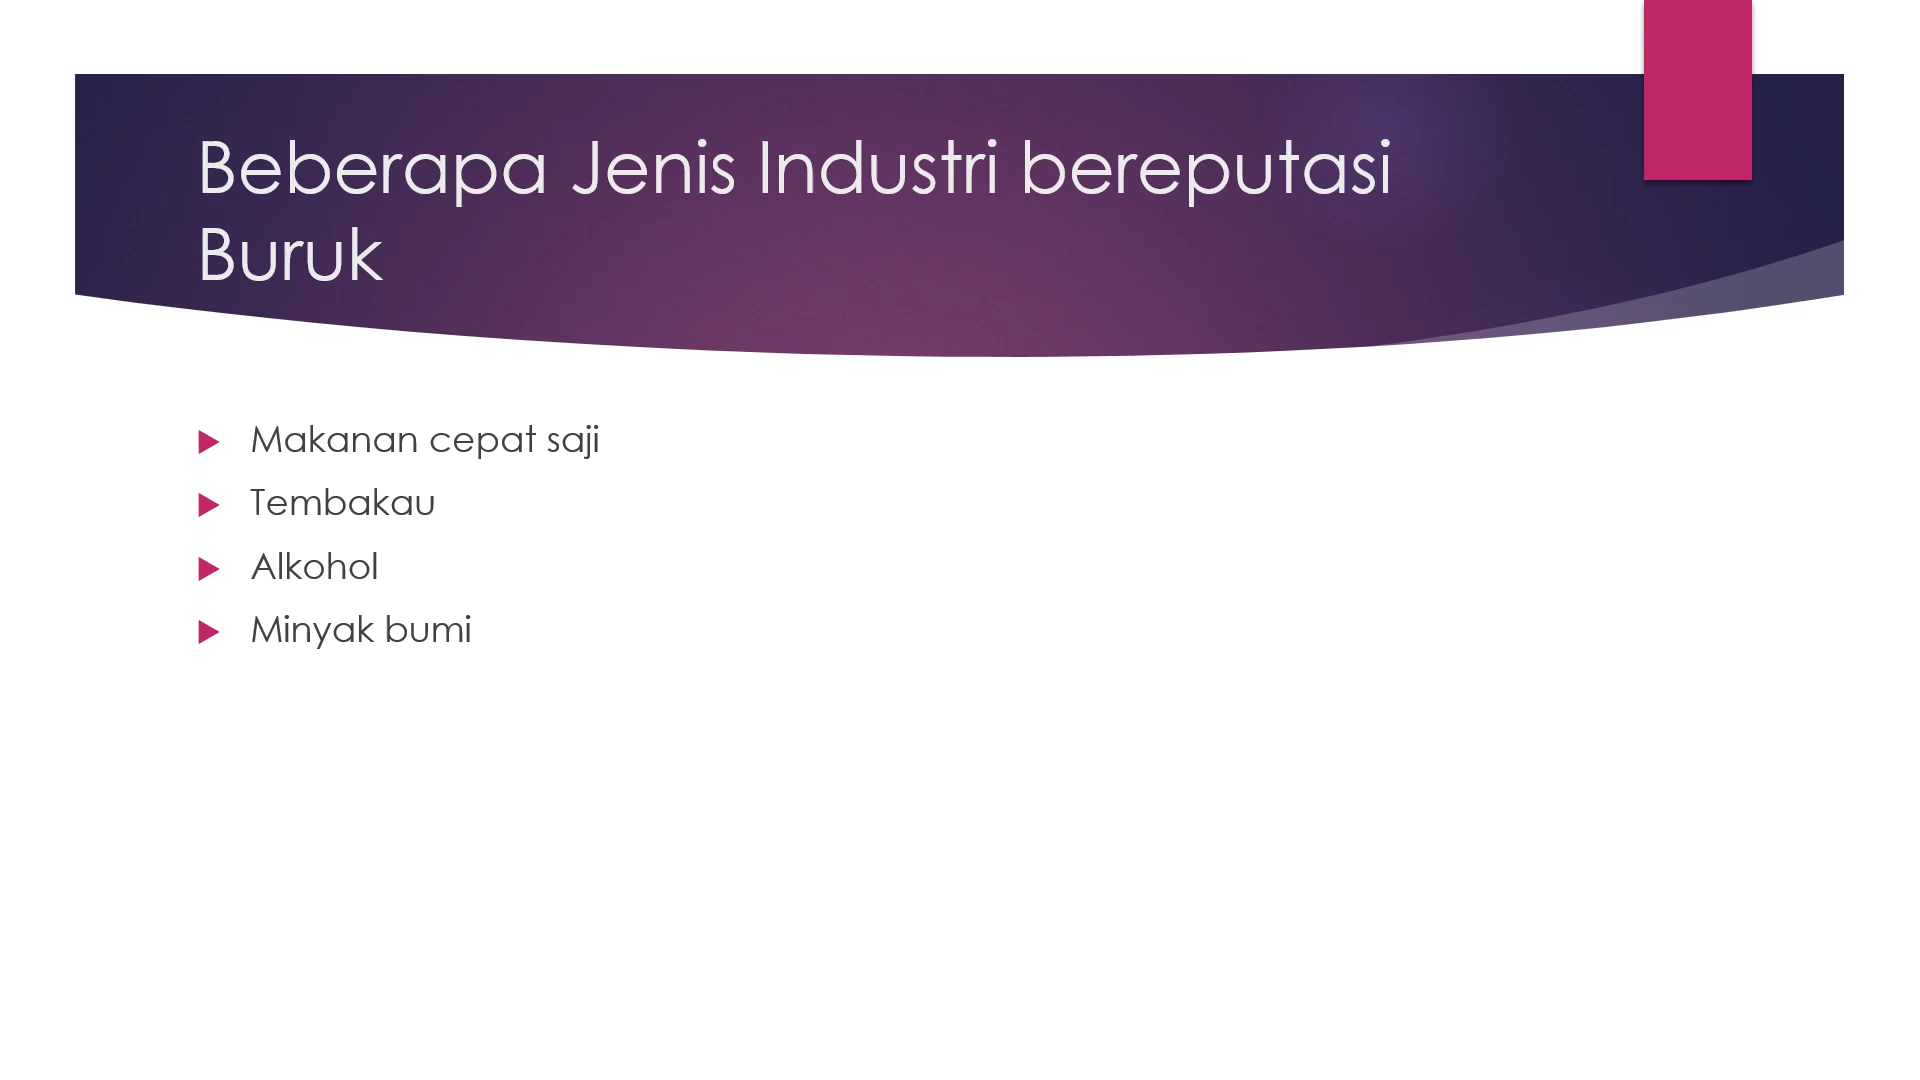 Beberapa Jenis Industri bereputasi
Buruk
Makanan cepat saji
Tembakau
Alkohol
Minyak bumi